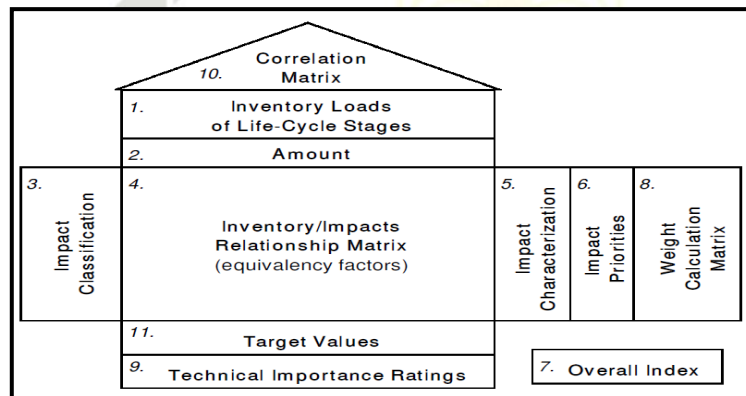 10. Correlation
Matrix
1. Inventory Loads
of Life-Cycle Stages
2. Amount
3. Impact
Classification
4. Inventory/Impacts
Relationship Matrix
(equivalency factors)
5. Impact
Characterization
6. Impact
Priorities
8. Weight
Calculation
Matrix
11. Target Values
9. Technical Importance Ratings
7. Overall Index